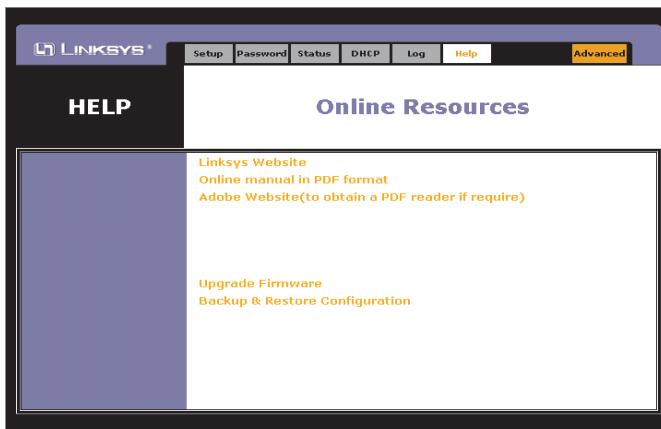 LINKSYS®
Setup Password Status DHCP Log Help Advanced
HELP
Online Resources
Linksys Website
Online manual in PDF format
Adobe Website(to obtain a PDF reader if require)
Upgrade Firmware
Backup & Restore Configuration